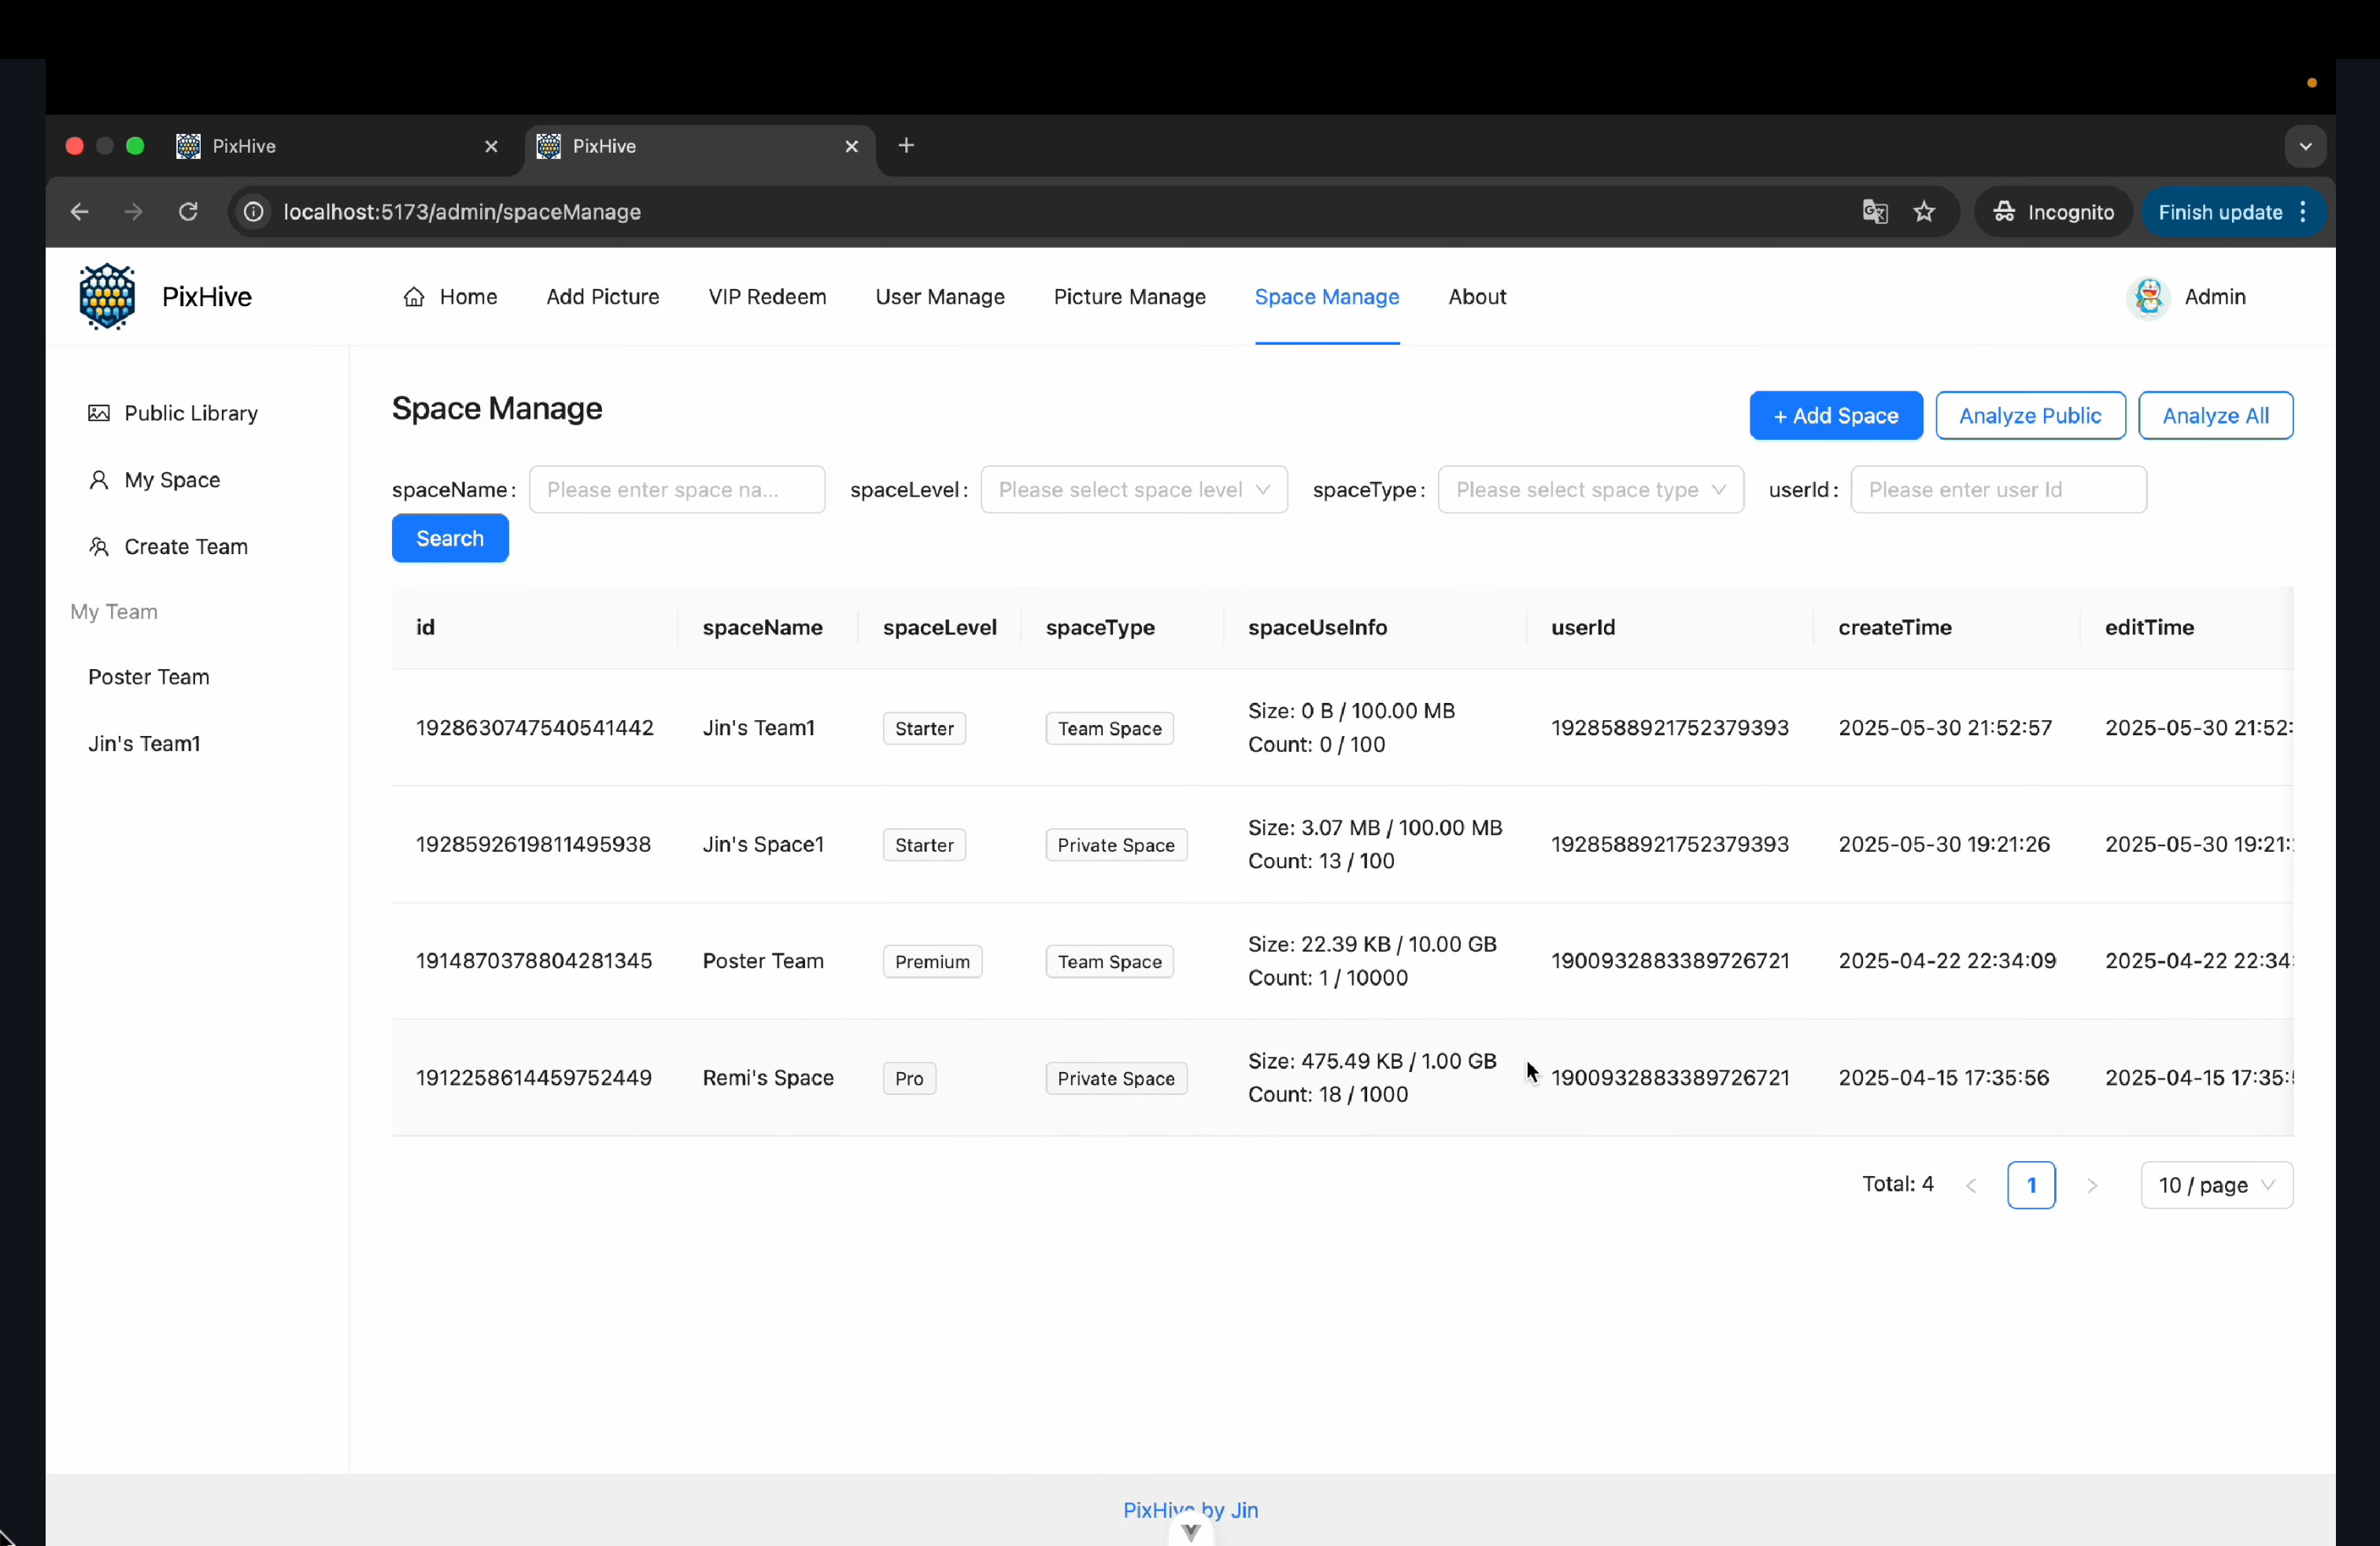 PixHive
PixHive
localhost:5173/admin/spaceManage
Incognito
Finish update
PixHive
Home
Add Picture
VIP Redeem
User Manage
Picture Manage
Space Manage
About
Admin
Public Library
My Space
Create Team
My Team
Poster Team
Jin's Team1
Space Manage
+ Add Space
Analyze Public
Analyze All
spaceName: Please enter space na...
spaceLevel: Please select space level
spaceType: Please select space type
userId: Please enter user Id
Search
id spaceName spaceLevel spaceType spaceUseInfo userId createTime editTime
1928630747540541442 Jin's Team1 Starter Team Space Size: 0 B / 100.00 MB 1928588921752379393 2025-05-30 21:52:57 2025-05-30 21:52:
Count: 0 / 100
1928592619811495938 Jin's Space1 Starter Private Space Size: 3.07 MB / 100.00 MB 1928588921752379393 2025-05-30 19:21:26 2025-05-30 19:21:
Count: 13 / 100
1914870378804281345 Poster Team Premium Team Space Size: 22.39 KB / 10.00 GB 1900932883389726721 2025-04-22 22:34:09 2025-04-22 22:34:
Count: 1 / 10000
1912258614459752449 Remi's Space Pro Private Space Size: 475.49 KB / 1.00 GB 1900932883389726721 2025-04-15 17:35:56 2025-04-15 17:35:
Count: 18 / 1000
Total: 4
1
10 / page
PixHive by Jin